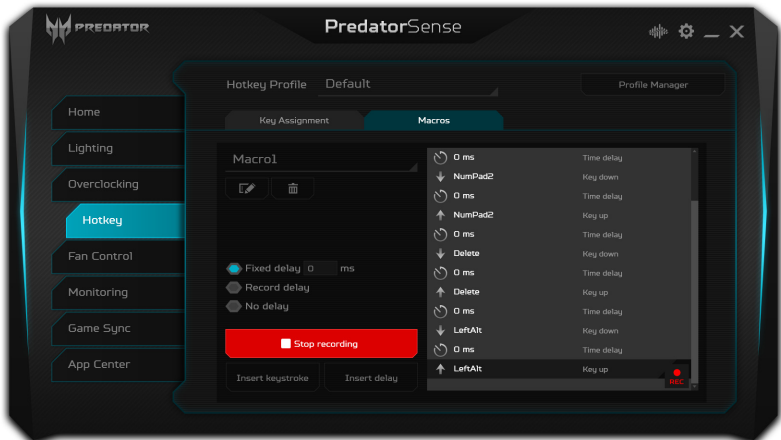 PREDATOR
PredatorSense
Hotkey Profile Default
Profile Manager
Key Assignment
Macros
Home
Lighting
Overclocking
Hotkey
Fan Control
Monitoring
Game Sync
App Center
Macro1
Fixed delay 0 ms
Record delay
No delay
Stop recording
Insert keystroke
Insert delay
0 ms Time delay
NumPad2 Key down
0 ms Time delay
NumPad2 Key up
0 ms Time delay
Delete Key down
0 ms Time delay
Delete Key up
0 ms Time delay
LeftAlt Key down
0 ms Time delay
LeftAlt Key up
REC